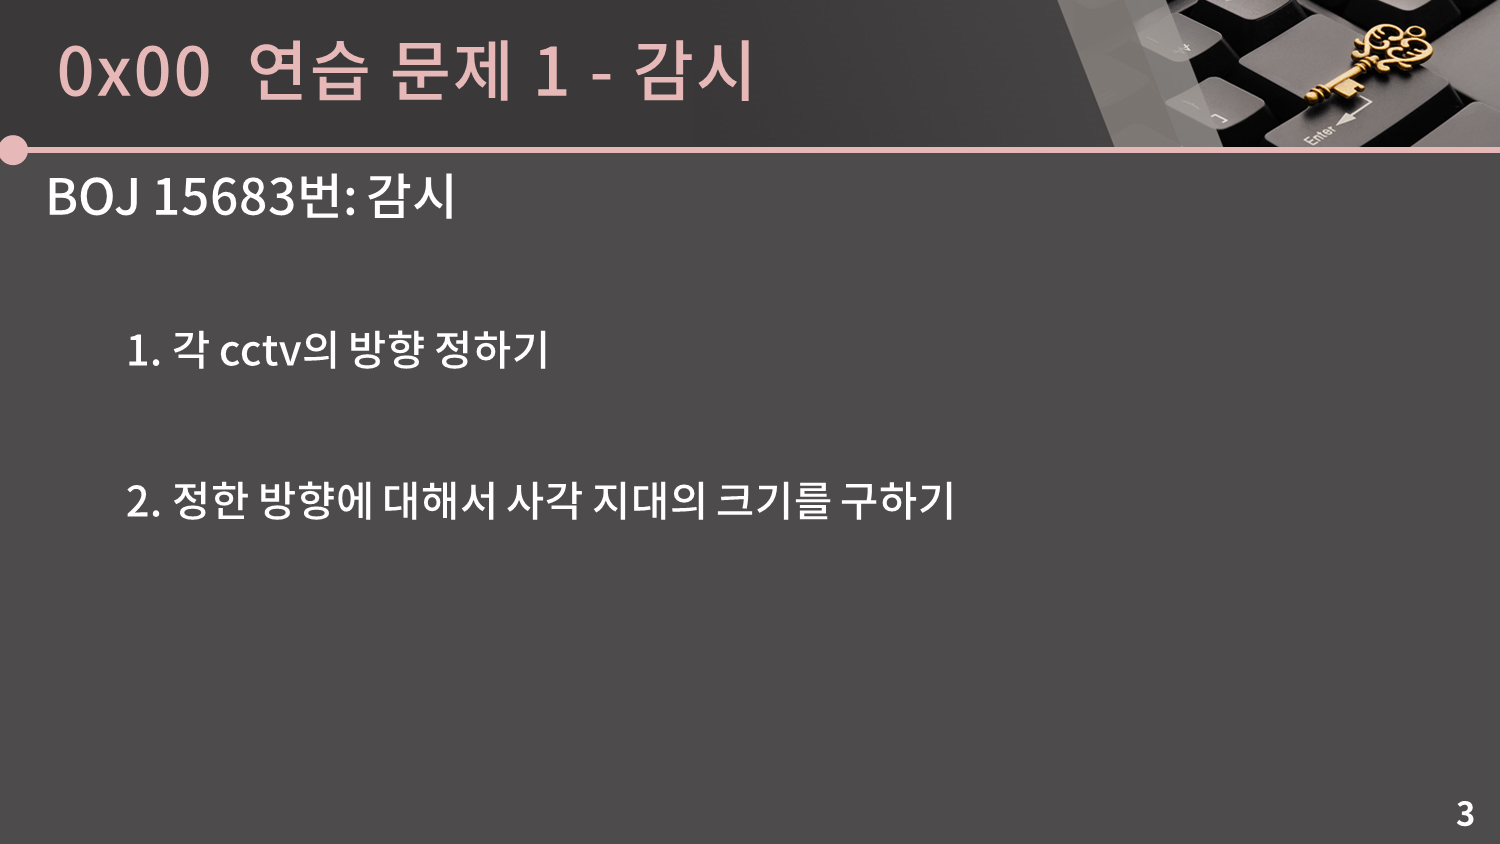 0x00 연습 문제 1 - 감시
Enter
BOJ 15683번: 감시
1. 각 cctv의 방향 정하기
2. 정한 방향에 대해서 사각 지대의 크기를 구하기
3